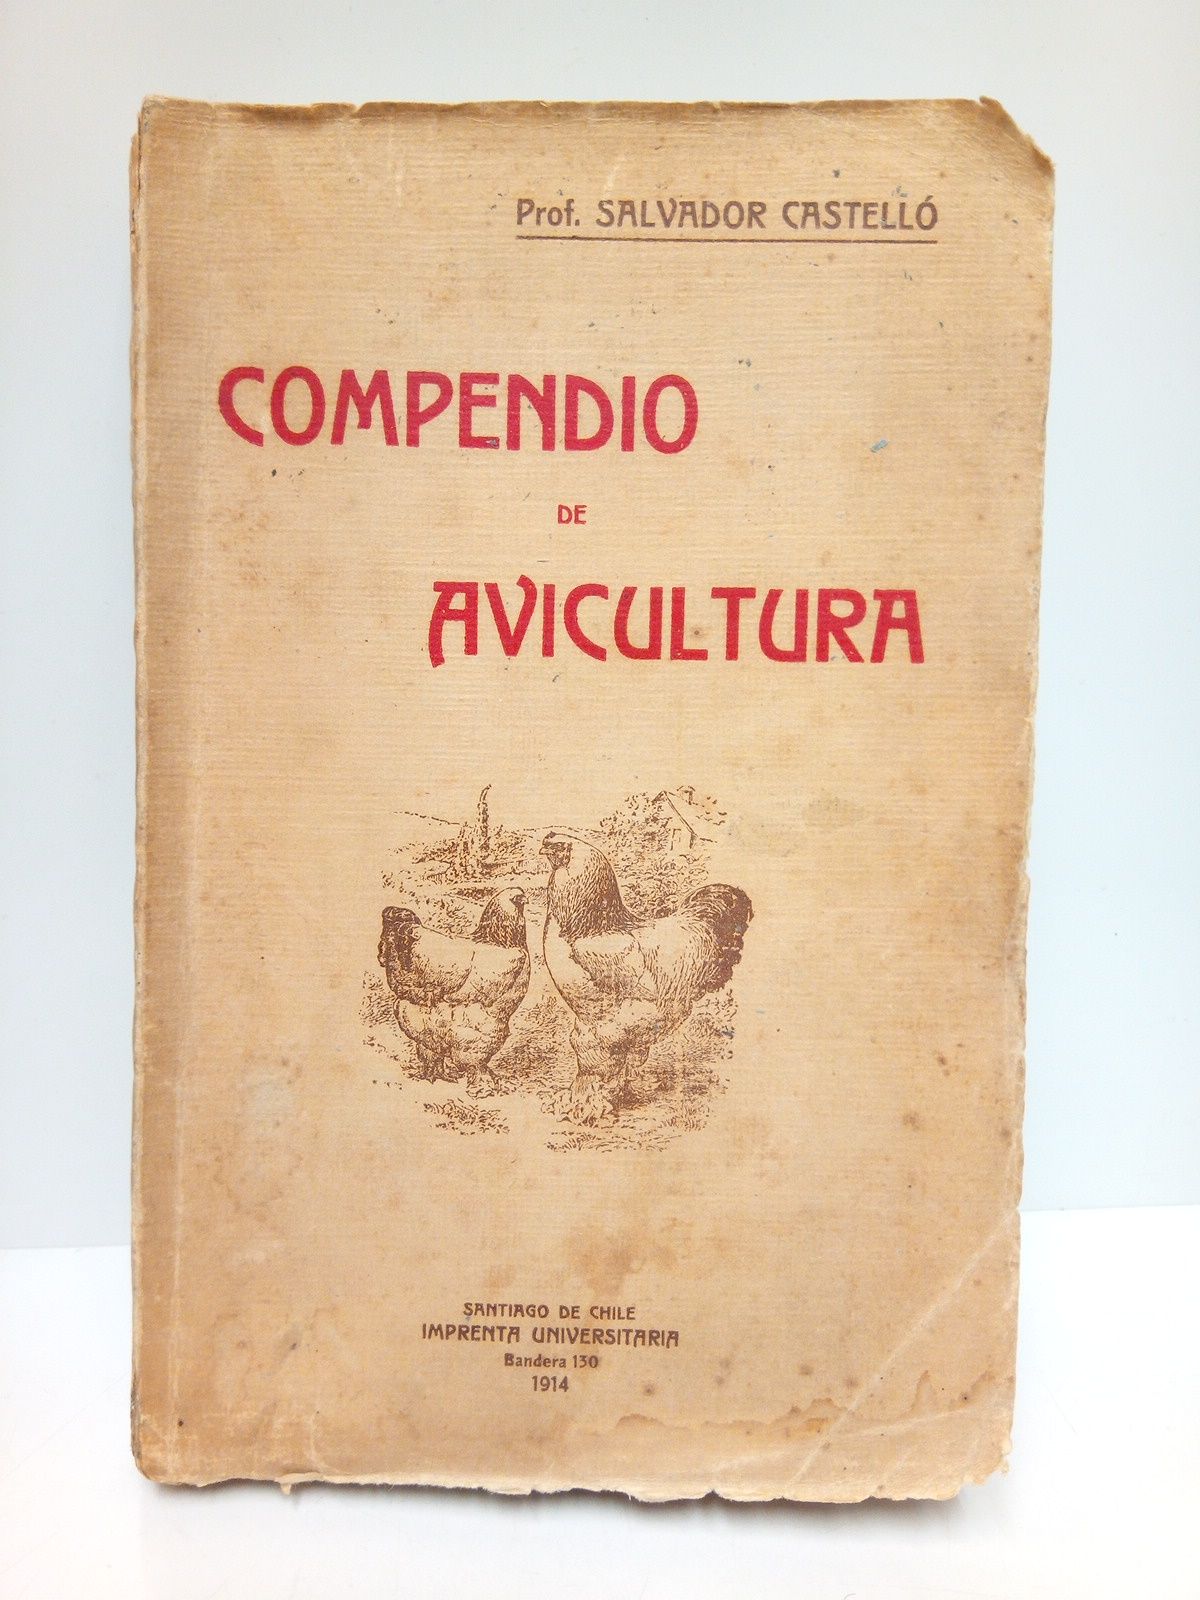 Prof. SALVADOR CASTELLÓ
COMPENDIO
DE
AVICULTURA
SANTIAGO DE CHILE
IMPRENTA UNIVERSITARIA
Bandera 130
1914